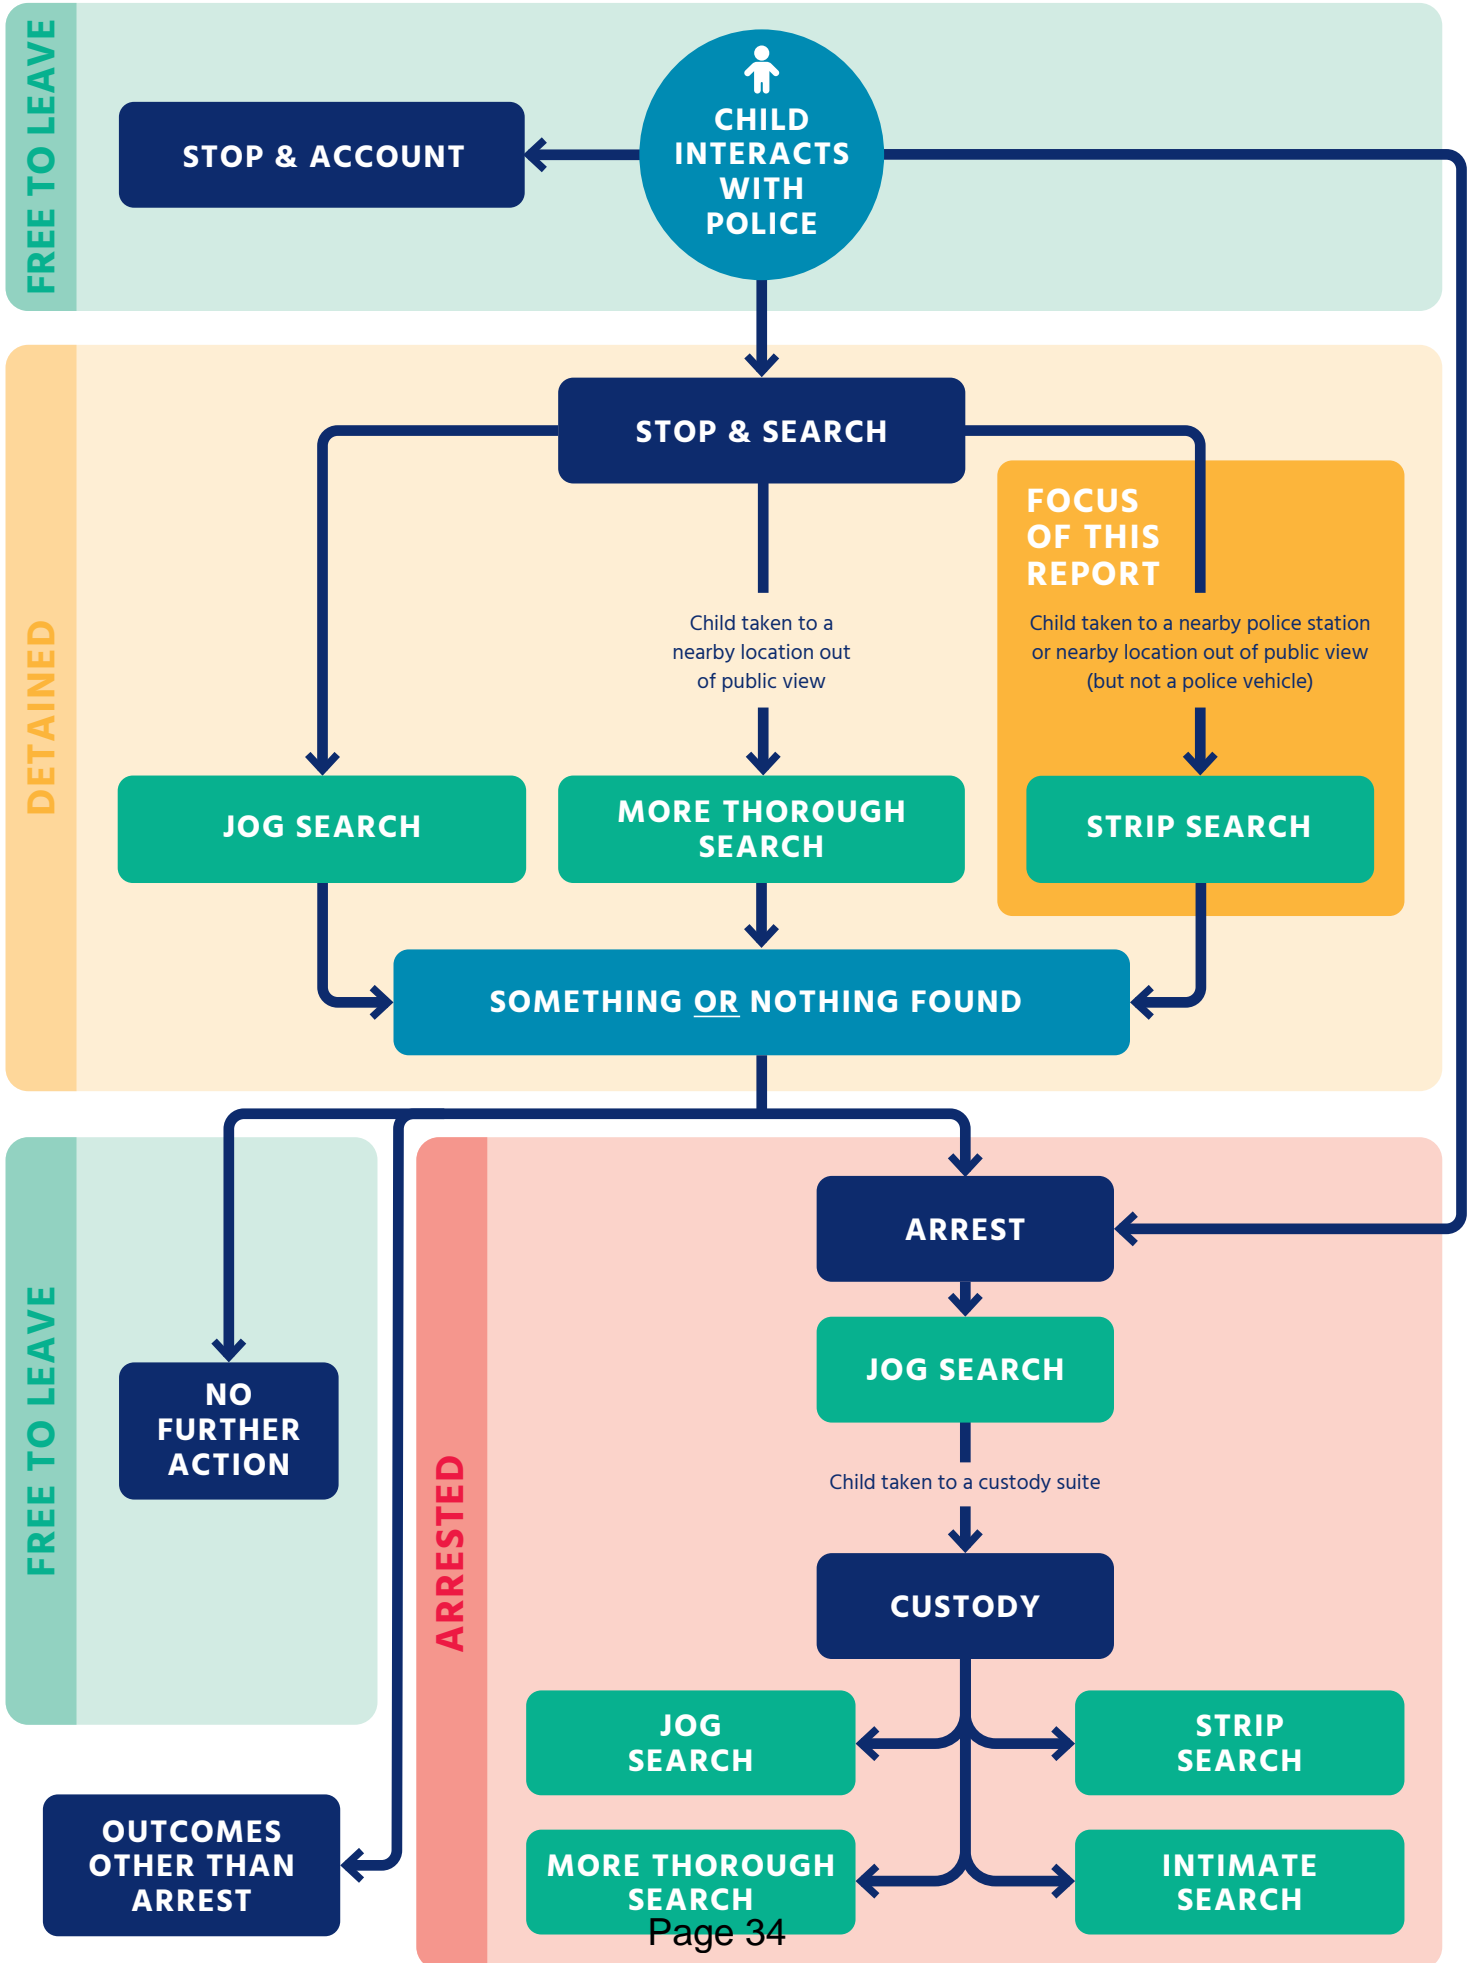 FREE TO LEAVE
CHILD
INTERACTS
WITH
POLICE
STOP & ACCOUNT
DETAINED
STOP & SEARCH
FOCUS
OF THIS
REPORT
Child taken to a
nearby location out
of public view
Child taken to a nearby police station
or nearby location out of public view
(but not a police vehicle)
JOG SEARCH
MORE THOROUGH
SEARCH
STRIP SEARCH
SOMETHING OR NOTHING FOUND
FREE TO LEAVE
NO
FURTHER
ACTION
OUTCOMES
OTHER THAN
ARREST
ARRESTED
ARREST
JOG SEARCH
Child taken to a custody suite
CUSTODY
JOG
SEARCH
STRIP
SEARCH
MORE THOROUGH
SEARCH
INTIMATE
SEARCH
Page 34